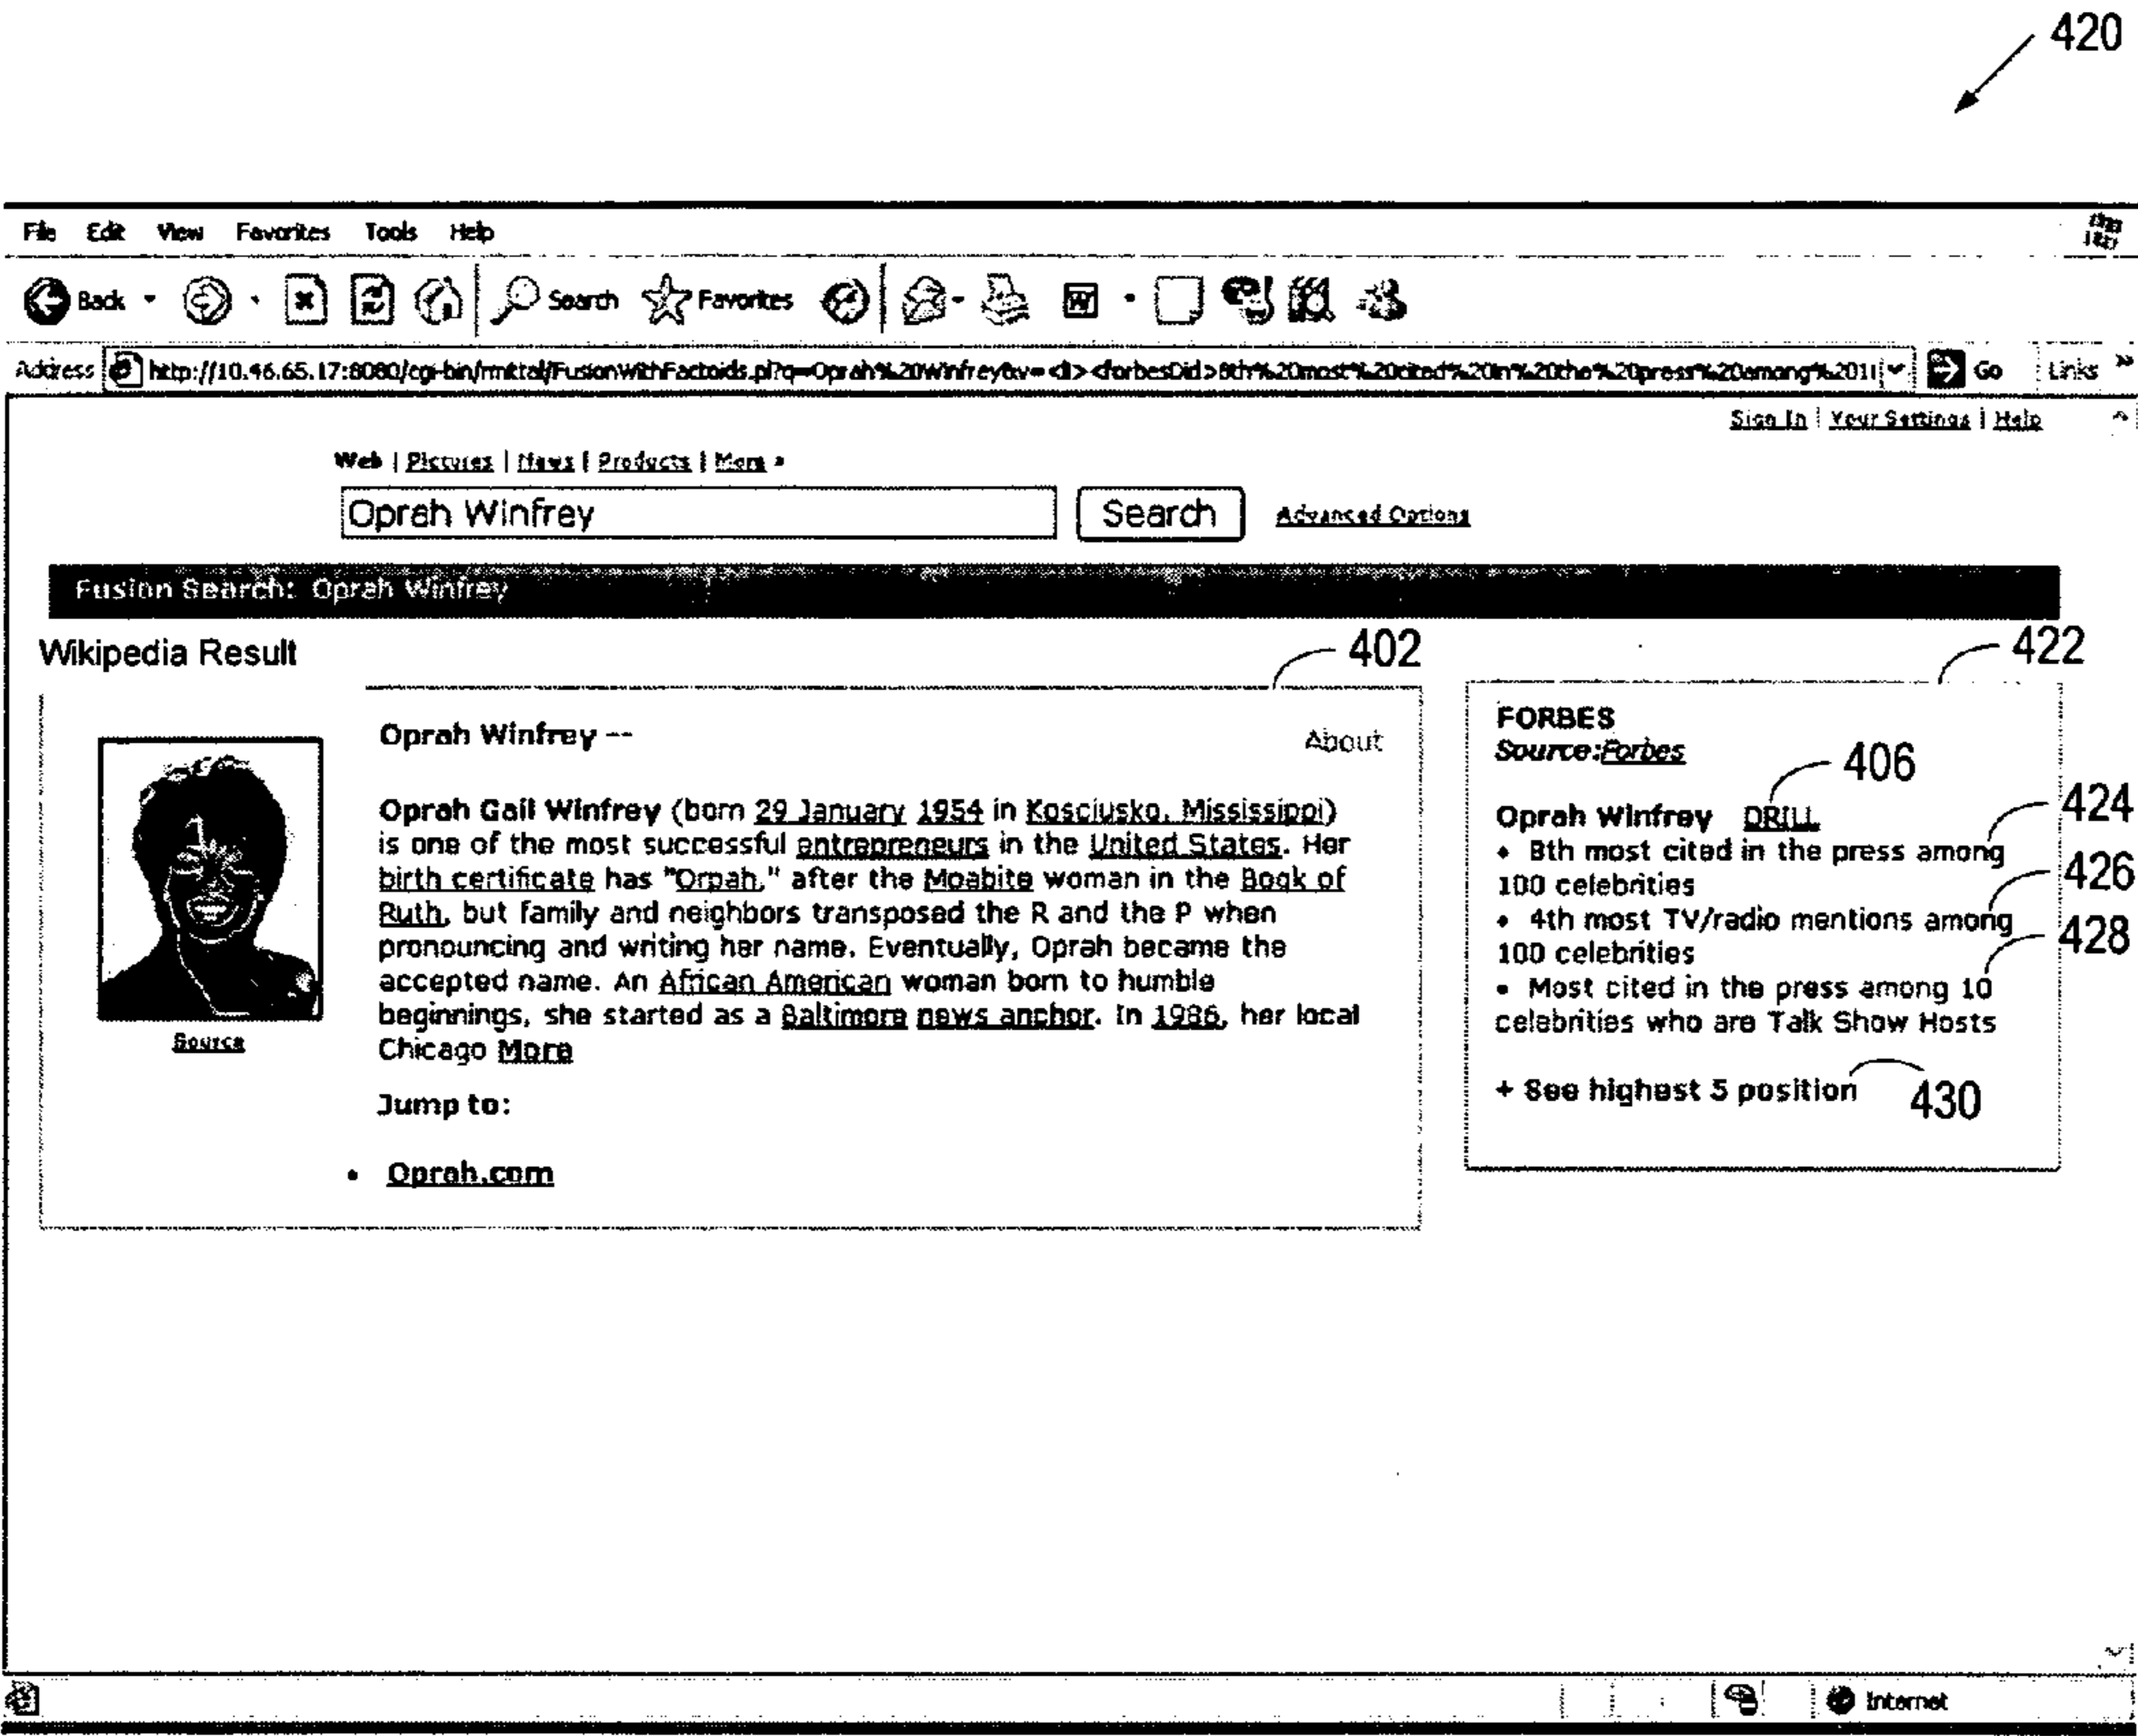 420
File Edit View Favorites Tools Help
Back Search Favorites
Address http://10.46.65.17:8080/cgi-bin/rmittal/FusionWithFactoids.pl?q=Oprah%20Winfrey&v=<li><forbesDid>8th%20most%20cited%20in%20the%20press%20among%201 Go Links »
Sign In | Your Settings | Help
Web | Pictures | News | Products | More »
Oprah Winfrey Search Advanced Options
Fusion Search: Oprah Winfrey
Wikipedia Result
402
Oprah Winfrey -- About
Oprah Gail Winfrey (born 29 January 1954 in Kosciusko, Mississippi)
is one of the most successful entrepreneurs in the United States. Her
birth certificate has "Orpah," after the Moabite woman in the Book of
Ruth, but family and neighbors transposed the R and the P when
pronouncing and writing her name. Eventually, Oprah became the
accepted name. An African American woman born to humble
beginnings, she started as a Baltimore news anchor. In 1986, her local
Chicago More
Source
Jump to:
• Oprah.com
422
FORBES
Source:Forbes
406
Oprah Winfrey DRILL
424
• 8th most cited in the press among
100 celebrities
426
• 4th most TV/radio mentions among
100 celebrities
428
• Most cited in the press among 10
celebrities who are Talk Show Hosts
+ See highest 5 position
430
Internet